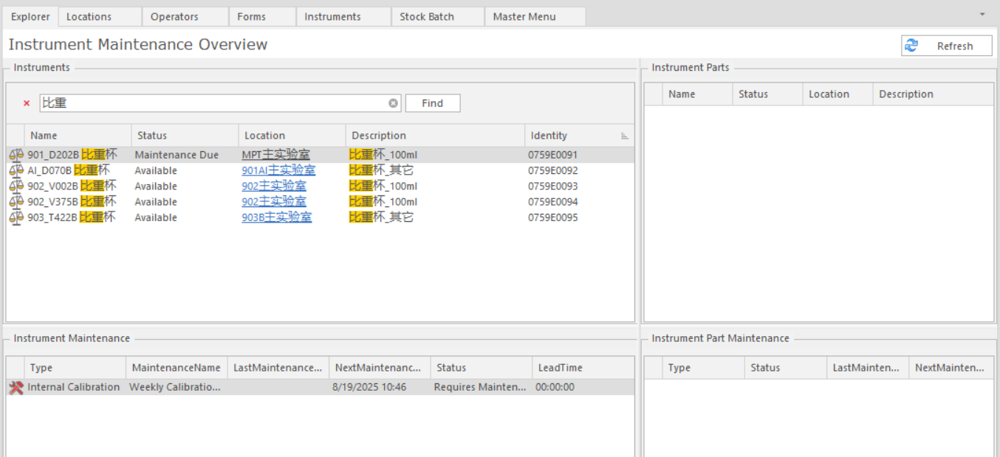 Explorer Locations Operators Forms Instruments Stock Batch Master Menu
Instrument Maintenance Overview
Refresh
Instruments
比重
Find
Name Status Location Description Identity
901_D202B 比重杯 Maintenance Due MPT主实验室 比重杯_100ml 0759E0091
AI_D070B 比重杯 Available 901AI主实验室 比重杯_其它 0759E0092
902_V002B 比重杯 Available 902主实验室 比重杯_100ml 0759E0093
902_V375B 比重杯 Available 902主实验室 比重杯_100ml 0759E0094
903_T422B 比重杯 Available 903B主实验室 比重杯_其它 0759E0095
Instrument Parts
Name Status Location Description
Instrument Maintenance
Type MaintenanceName LastMaintenance... NextMaintenanc... Status LeadTime
Internal Calibration Weekly Calibratio... 8/19/2025 10:46 Requires Mainten... 00:00:00
Instrument Part Maintenance
Type Status LastMainten... NextMainten...